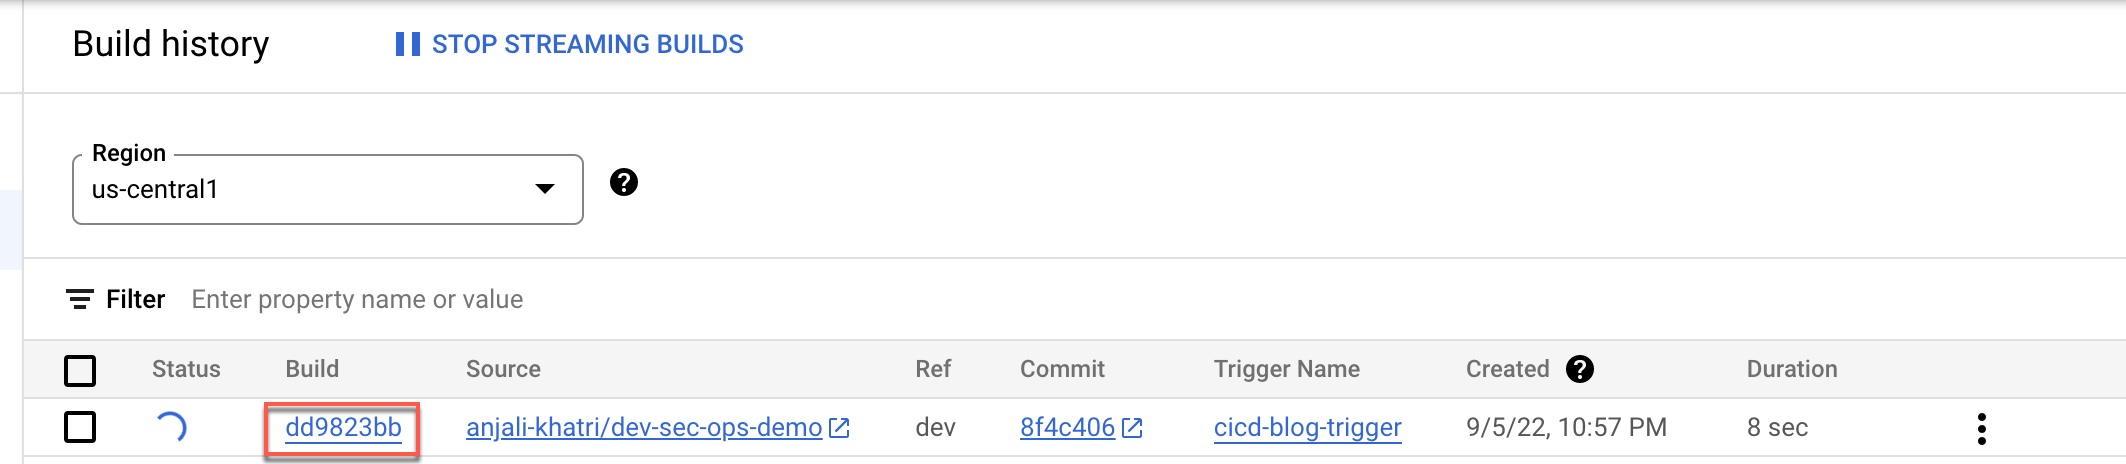 Build history STOP STREAMING BUILDS
Region
us-central1
Filter Enter property name or value
Status Build Source Ref Commit Trigger Name Created Duration
dd9823bb anjali-khatri/dev-sec-ops-demo dev 8f4c406 cicd-blog-trigger 9/5/22, 10:57 PM 8 sec